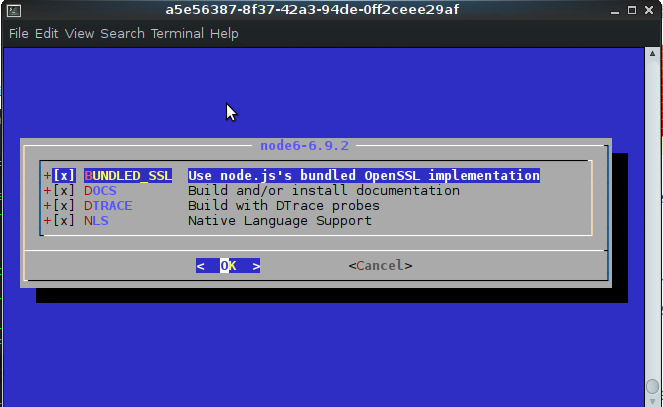 a5e56387-8f37-42a3-94de-0ff2ceee29af
File Edit View Search Terminal Help
node6-6.9.2
+[x] BUNDLED_SSL Use node.js's bundled OpenSSL implementation
+[x] DOCS Build and/or install documentation
+[x] DTRACE Build with DTrace probes
+[x] NLS Native Language Support
< OK > <Cancel>